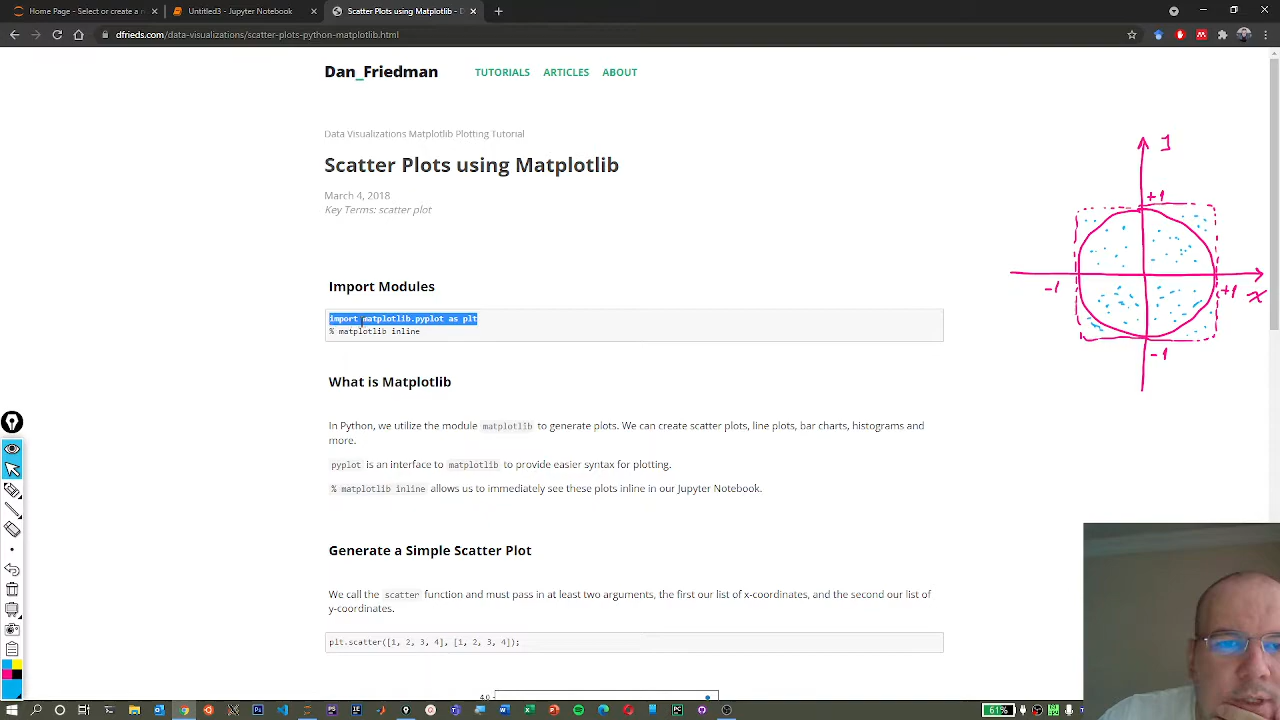 Home Page - Select or create a n
Untitled3 - Jupyter Notebook
Scatter Plots using Matplotlib - D
dfrieds.com/data-visualizations/scatter-plots-python-matplotlib.html
Dan_Friedman
TUTORIALS ARTICLES ABOUT
Data Visualizations Matplotlib Plotting Tutorial
Scatter Plots using Matplotlib
March 4, 2018
Key Terms: scatter plot
+1
-1
+1
x
-1
Import Modules
import matplotlib.pyplot as plt
% matplotlib inline
What is Matplotlib
In Python, we utilize the module matplotlib to generate plots. We can create scatter plots, line plots, bar charts, histograms and
more.
pyplot is an interface to matplotlib to provide easier syntax for plotting.
% matplotlib inline allows us to immediately see these plots inline in our Jupyter Notebook.
Generate a Simple Scatter Plot
We call the scatter function and must pass in at least two arguments, the first our list of x-coordinates, and the second our list of
y-coordinates.
plt.scatter([1, 2, 3, 4], [1, 2, 3, 4]);
4.0
61%